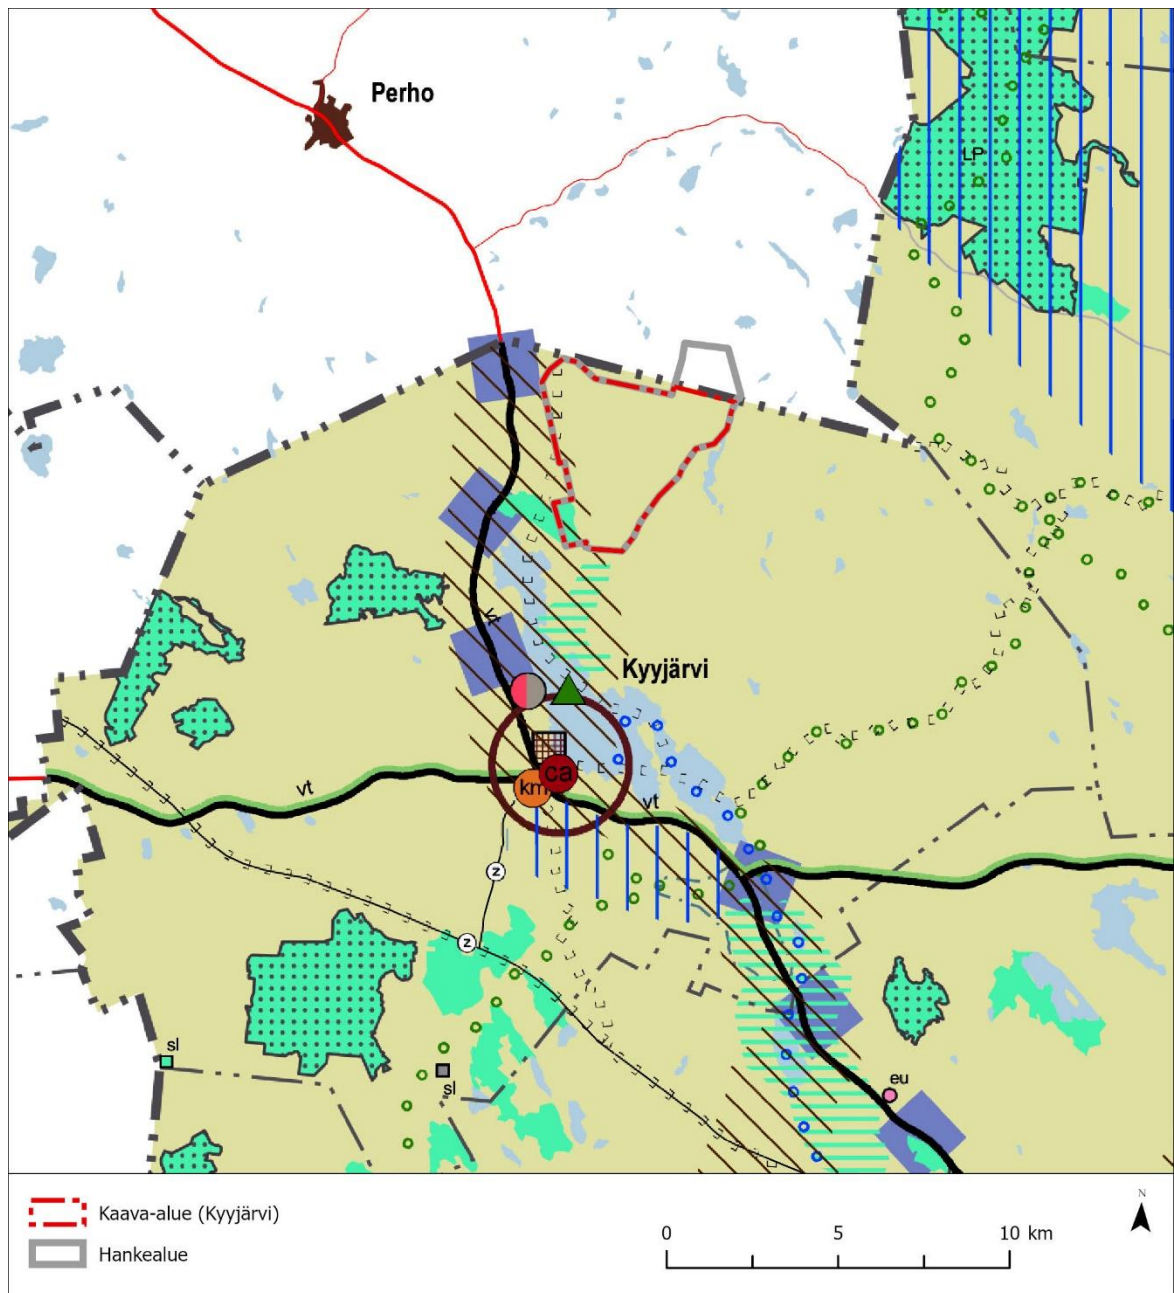 Perho
LP
vt
Kyyjärvi
ca
km
vt
vt
z
z
sl
sl
eu
Kaava-alue (Kyyjärvi)
Hankealue
0 5 10 km
N